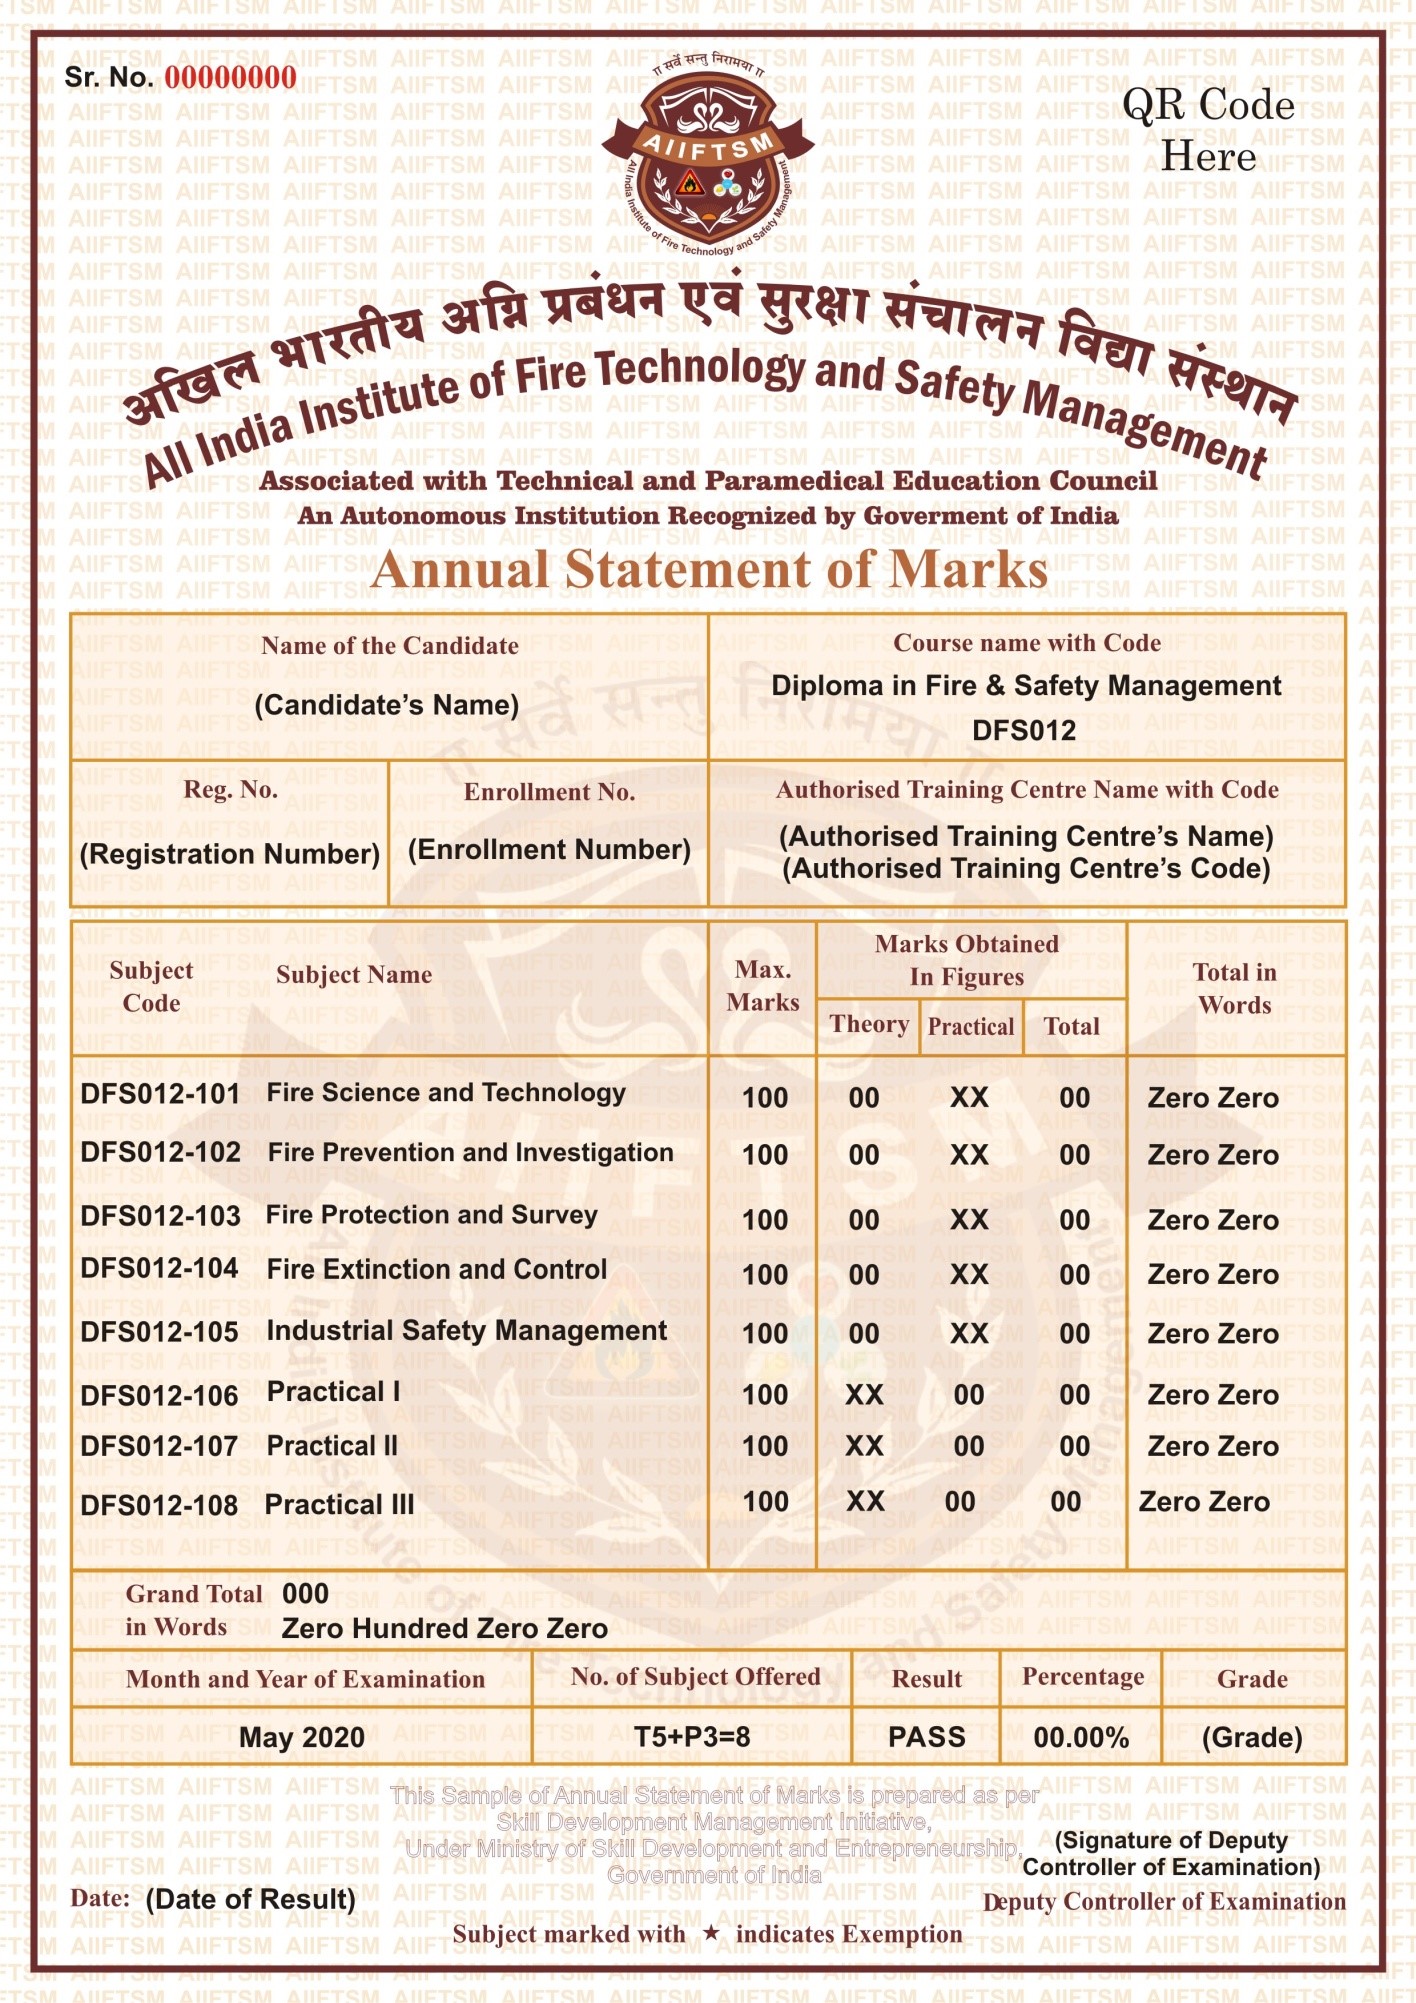 Sr. No. 00000000
QR Code
Here
॥ सर्वे सन्तु निरामया ॥
AIIFTSM
All India Institute of Fire Technology and Safety Management
अखिल भारतीय अग्नि प्रबंधन एवं सुरक्षा संचालन विद्या संस्थान
All India Institute of Fire Technology and Safety Management
Associated with Technical and Paramedical Education Council
An Autonomous Institution Recognized by Goverment of India
Annual Statement of Marks
Name of the Candidate
(Candidate's Name)
Course name with Code
Diploma in Fire & Safety Management
DFS012
Reg. No.
(Registration Number)
Enrollment No.
(Enrollment Number)
Authorised Training Centre Name with Code
(Authorised Training Centre's Name)
(Authorised Training Centre's Code)
Subject
Code
Subject Name
Max.
Marks
Marks Obtained
In Figures
Theory Practical Total
Total in
Words
DFS012-101 Fire Science and Technology 100 00 XX 00 Zero Zero
DFS012-102 Fire Prevention and Investigation 100 00 XX 00 Zero Zero
DFS012-103 Fire Protection and Survey 100 00 XX 00 Zero Zero
DFS012-104 Fire Extinction and Control 100 00 XX 00 Zero Zero
DFS012-105 Industrial Safety Management 100 00 XX 00 Zero Zero
DFS012-106 Practical I 100 XX 00 00 Zero Zero
DFS012-107 Practical II 100 XX 00 00 Zero Zero
DFS012-108 Practical III 100 XX 00 00 Zero Zero
Grand Total 000
in Words Zero Hundred Zero Zero
Month and Year of Examination No. of Subject Offered Result Percentage Grade
May 2020 T5+P3=8 PASS 00.00% (Grade)
This Sample of Annual Statement of Marks is prepared as per
Skill Development Management Initiative,
Under Ministry of Skill Development and Entrepreneurship,
Government of India
(Signature of Deputy
Controller of Examination)
Deputy Controller of Examination
Date: (Date of Result)
Subject marked with ★ indicates Exemption